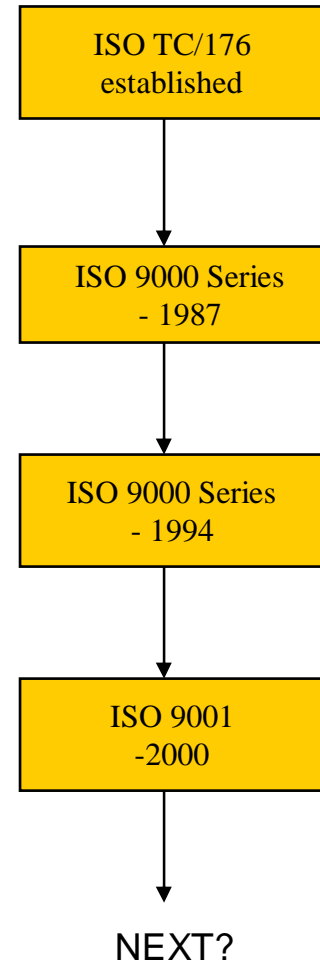 ISO TC/176
established
ISO 9000 Series
- 1987
ISO 9000 Series
- 1994
ISO 9001
-2000
NEXT?